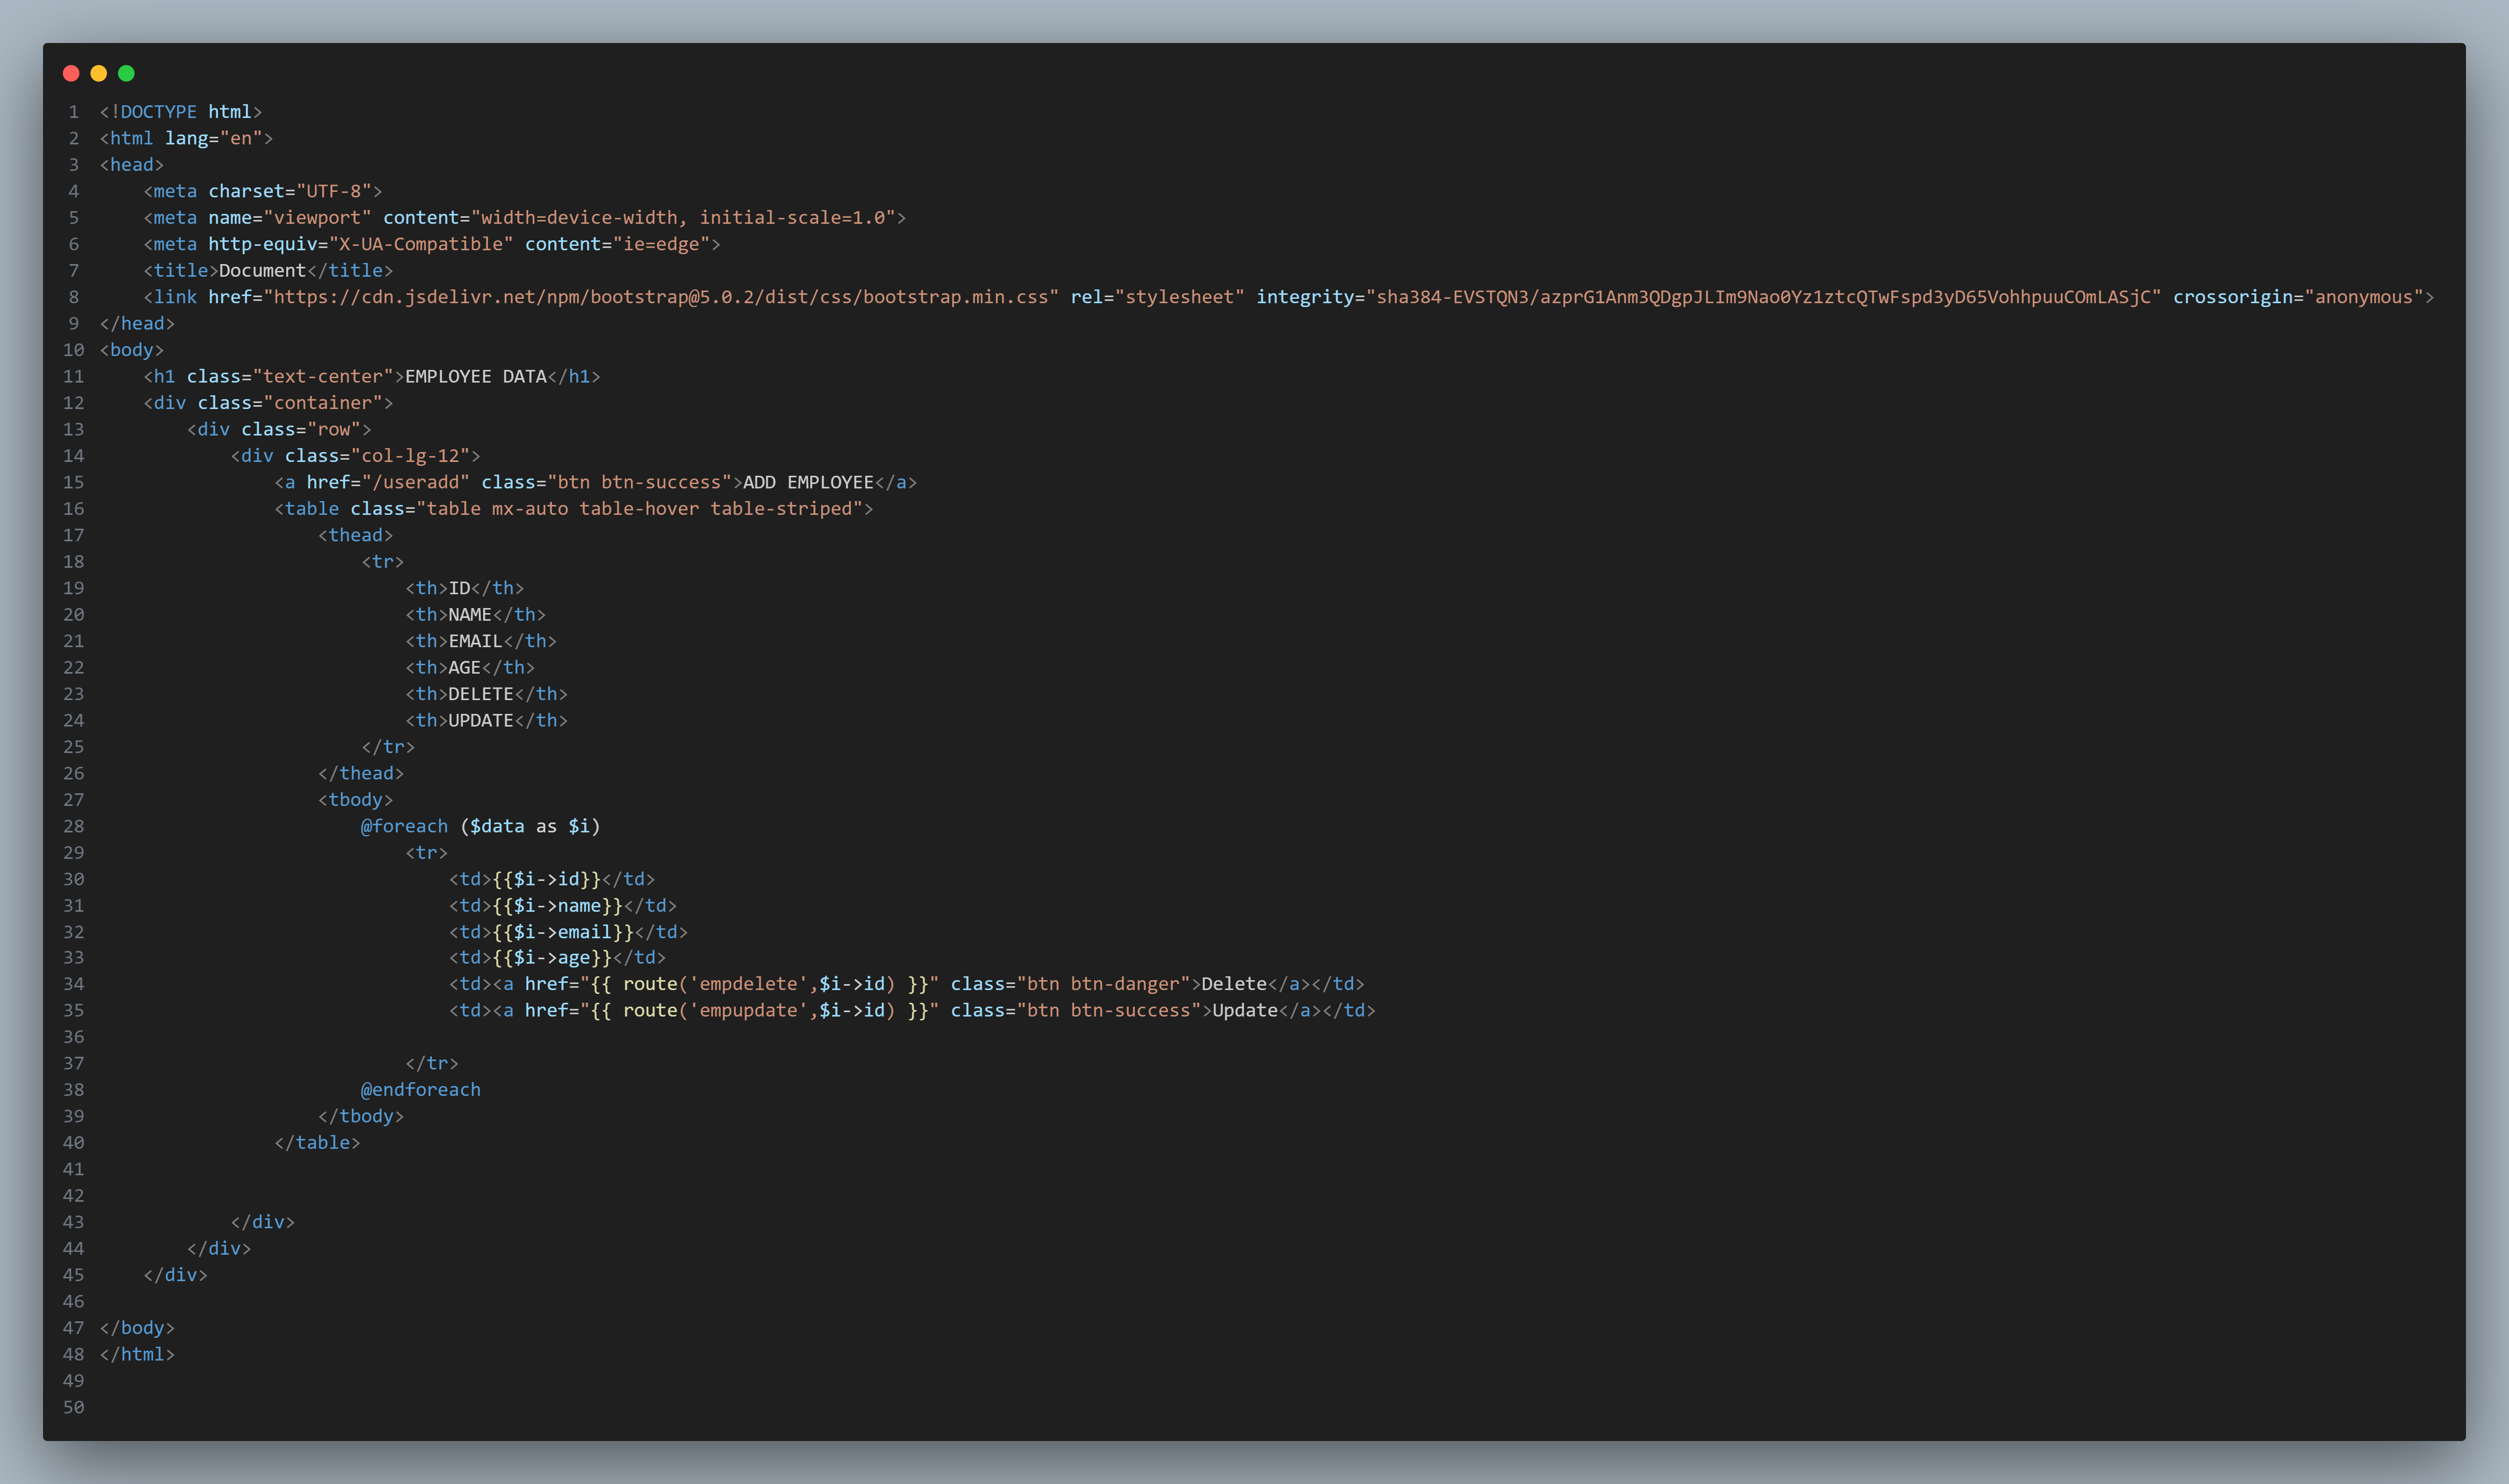 1 <!DOCTYPE html>
2 <html lang="en">
3 <head>
4     <meta charset="UTF-8">
5     <meta name="viewport" content="width=device-width, initial-scale=1.0">
6     <meta http-equiv="X-UA-Compatible" content="ie=edge">
7     <title>Document</title>
8     <link href="https://cdn.jsdelivr.net/npm/bootstrap@5.0.2/dist/css/bootstrap.min.css" rel="stylesheet" integrity="sha384-EVSTQN3/azprG1Anm3QDgpJLIm9Nao0Yz1ztcQTwFspd3yD65VohhpuuCOmLASjC" crossorigin="anonymous">
9 </head>
10 <body>
11     <h1 class="text-center">EMPLOYEE DATA</h1>
12     <div class="container">
13         <div class="row">
14             <div class="col-lg-12">
15                 <a href="/useradd" class="btn btn-success">ADD EMPLOYEE</a>
16                 <table class="table mx-auto table-hover table-striped">
17                     <thead>
18                         <tr>
19                             <th>ID</th>
20                             <th>NAME</th>
21                             <th>EMAIL</th>
22                             <th>AGE</th>
23                             <th>DELETE</th>
24                             <th>UPDATE</th>
25                         </tr>
26                     </thead>
27                     <tbody>
28                         @foreach ($data as $i)
29                             <tr>
30                                 <td>{{$i->id}}</td>
31                                 <td>{{$i->name}}</td>
32                                 <td>{{$i->email}}</td>
33                                 <td>{{$i->age}}</td>
34                                 <td><a href="{{ route('empdelete',$i->id) }}" class="btn btn-danger">Delete</a></td>
35                                 <td><a href="{{ route('empupdate',$i->id) }}" class="btn btn-success">Update</a></td>
36
37                             </tr>
38                         @endforeach
39                     </tbody>
40                 </table>
41
42
43             </div>
44         </div>
45     </div>
46
47 </body>
48 </html>
49
50